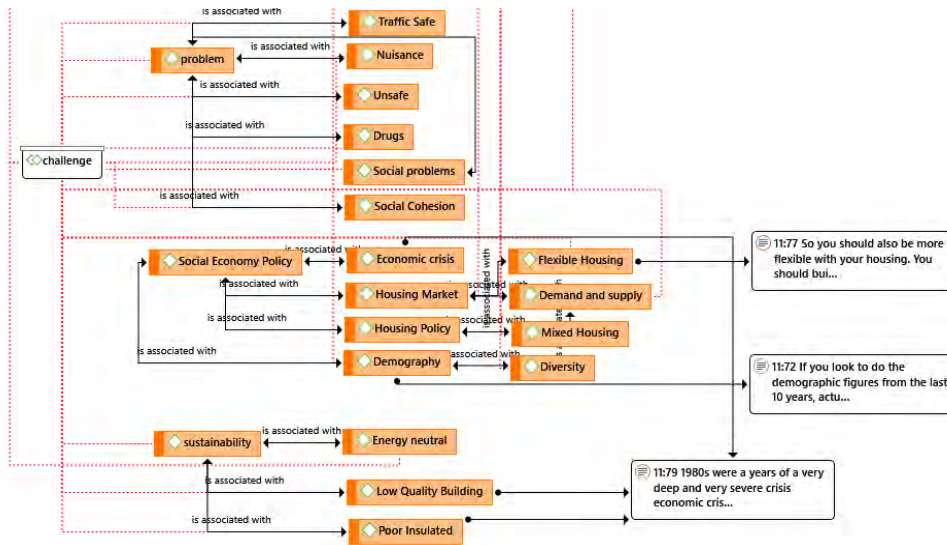 is associated with
Traffic Safe
is associated with
problem
Nuisance
is associated with
Unsafe
is associated with
Drugs
challenge
Social problems
is associated with
Social Cohesion
is associated with
Social Economy Policy
Economic crisis
is associated with
Flexible Housing
11:77 So you should also be more
flexible with your housing. You
should bui...
is associated with
Housing Market
Demand and supply
is associated with
Housing Policy
associated with
Mixed Housing
is associated with
Demography
associated with
Diversity
11:72 If you look to do the
demographic figures from the last
10 years, actu...
sustainability
is associated with
Energy neutral
is associated with
Low Quality Building
11:79 1980s were a years of a very
deep and very severe crisis
economic cris...
is associated with
Poor Insulated